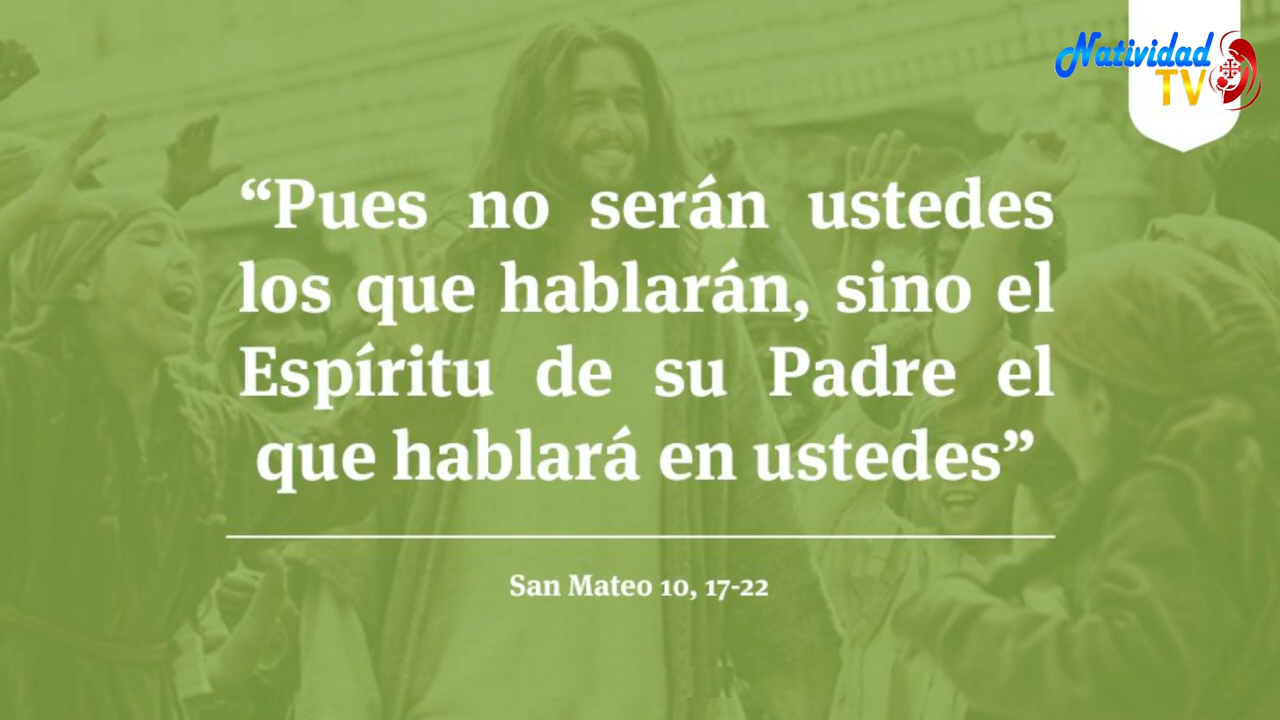 Natividad
TV
“Pues no serán ustedes
los que hablarán, sino el
Espíritu de su Padre el
que hablará en ustedes”
San Mateo 10, 17-22